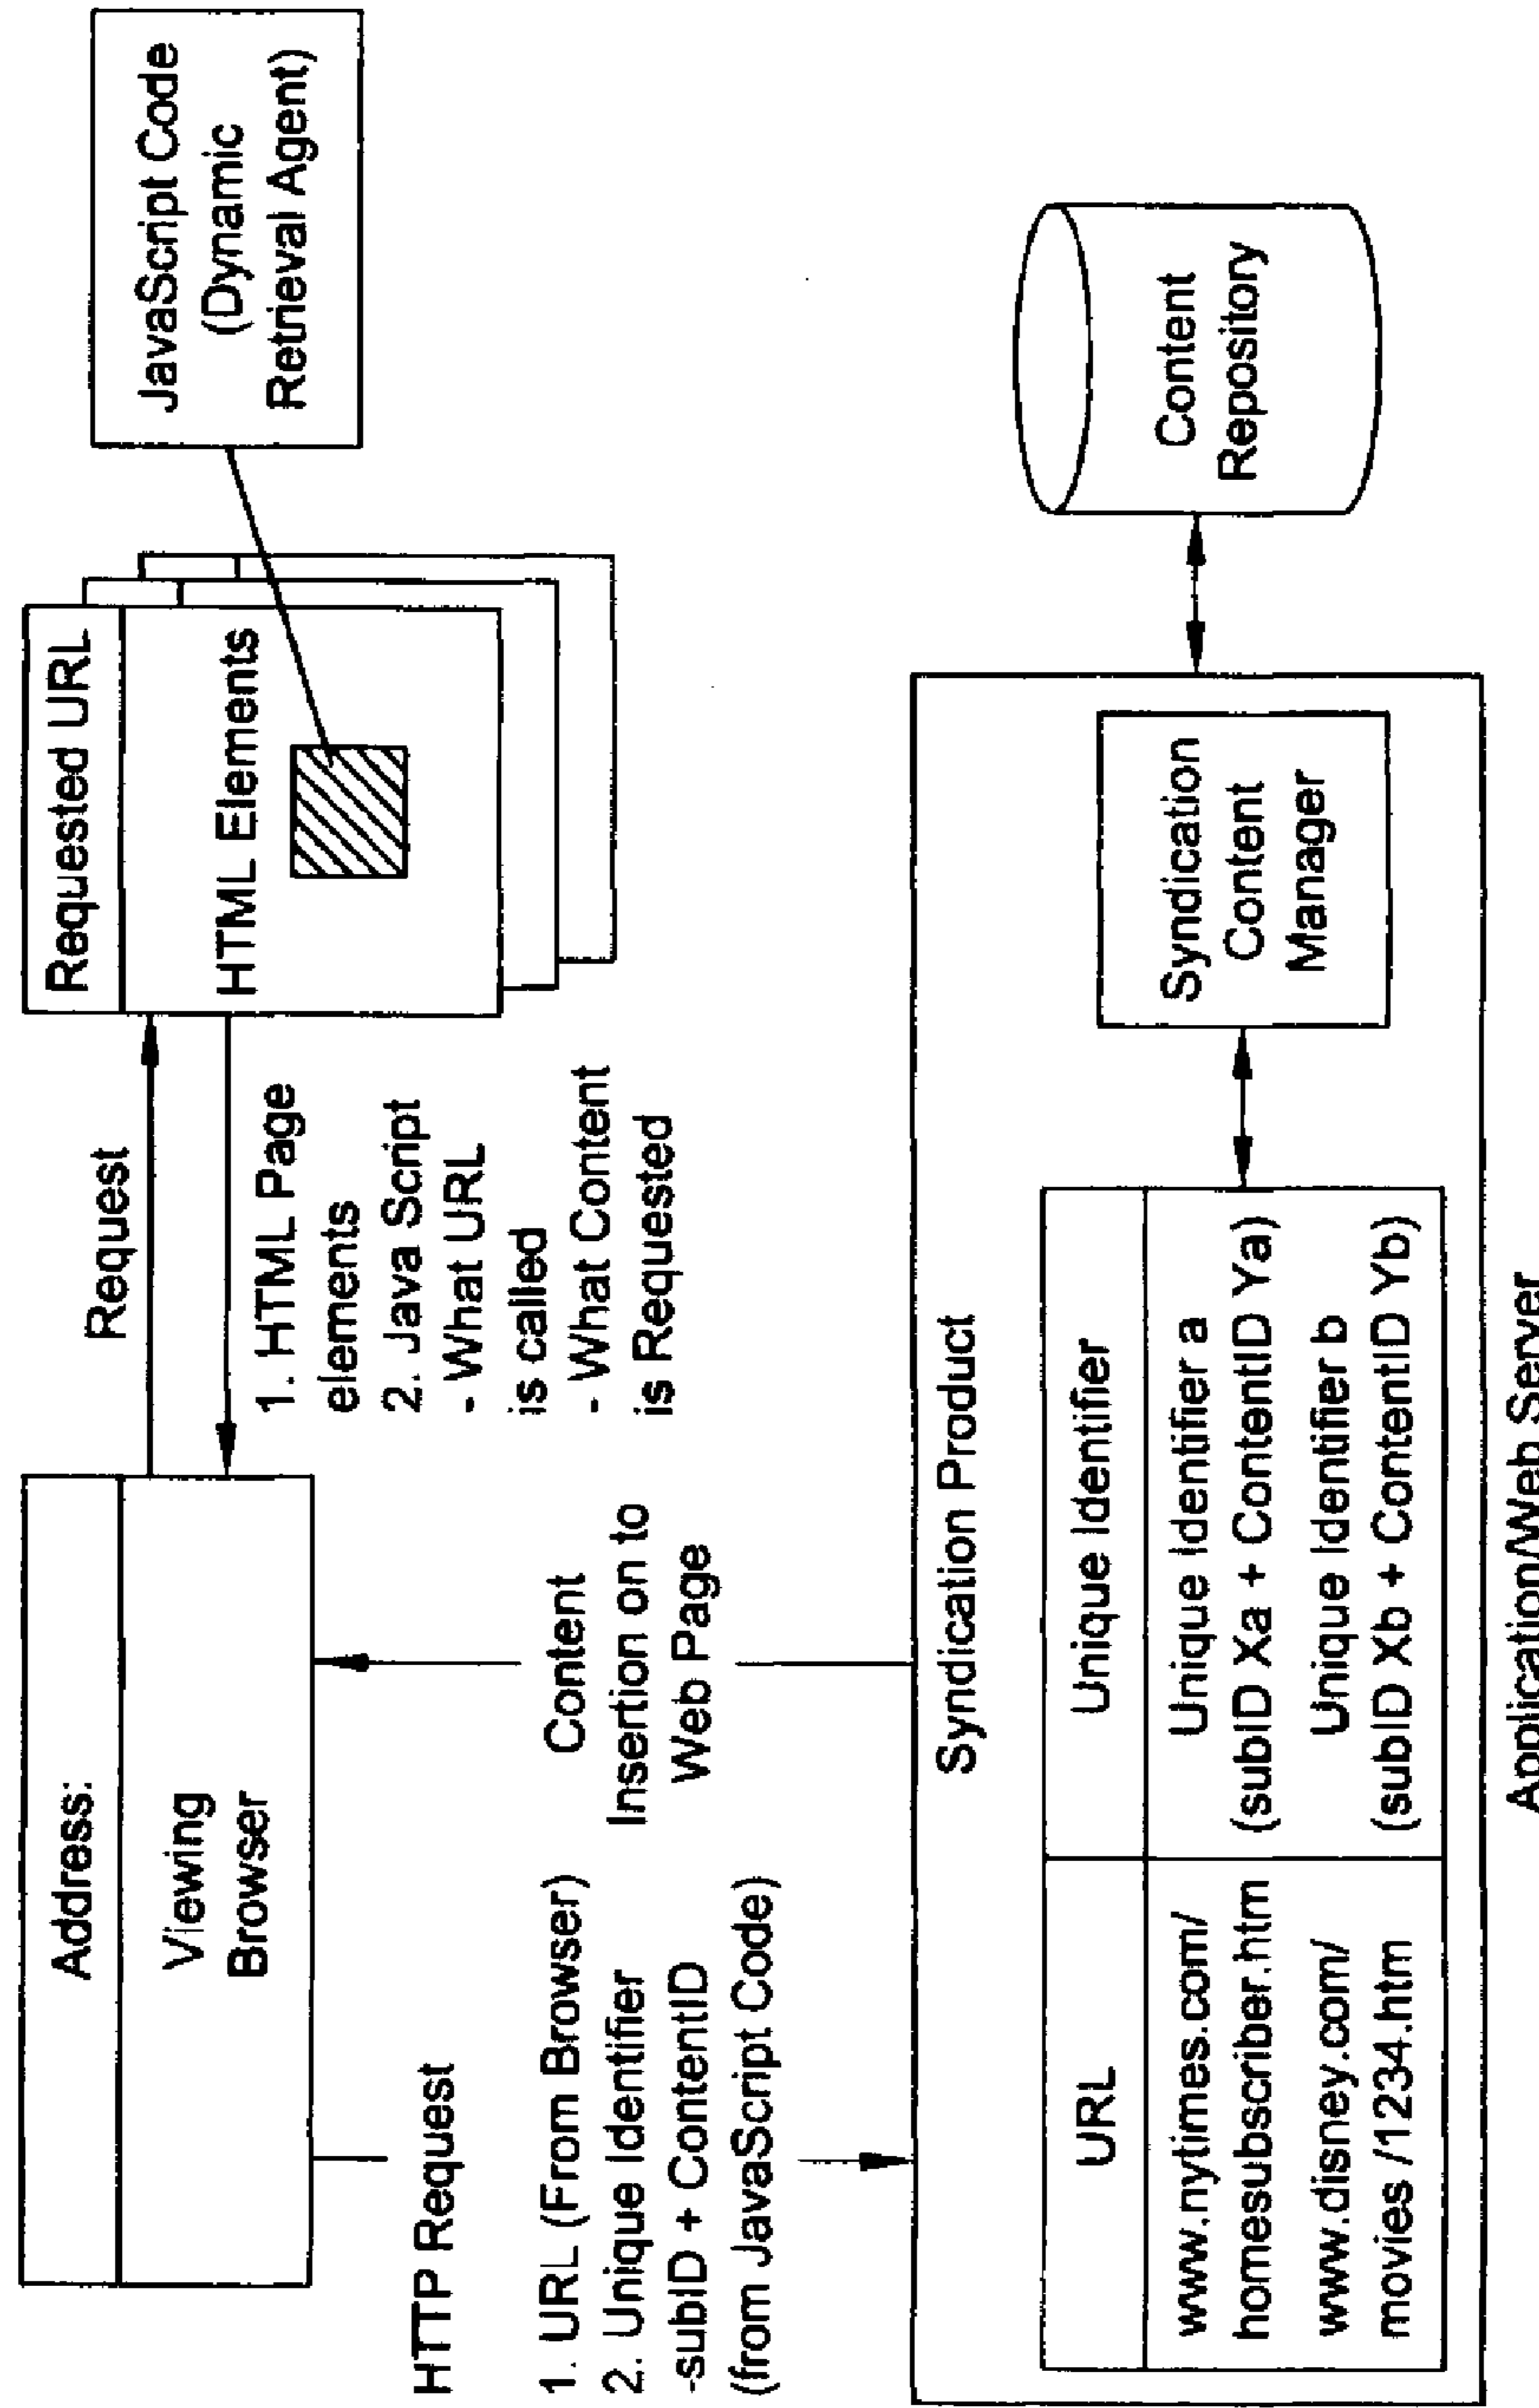 Address:
Viewing
Browser
Request
1. HTML Page
elements
2. Java Script
- What URL
is called
- What Content
is Requested
Requested URL
HTML Elements
JavaScript Code
(Dynamic
Retrieval Agent)
HTTP Request
1. URL (From Browser)
2. Unique Identifier
-subID + ContentID
(from JavaScript Code)
Content
Insertion on to
Web Page
Syndication Product
URL
Unique Identifier
www.nytimes.com/
homesubscriber.htm
Unique Identifier a
(subID Xa + ContentID Ya)
www.disney.com/
movies /1234.htm
Unique Identifier b
(subID Xb + ContentID Yb)
Syndication
Content
Manager
Content
Repository
Application/Web Server